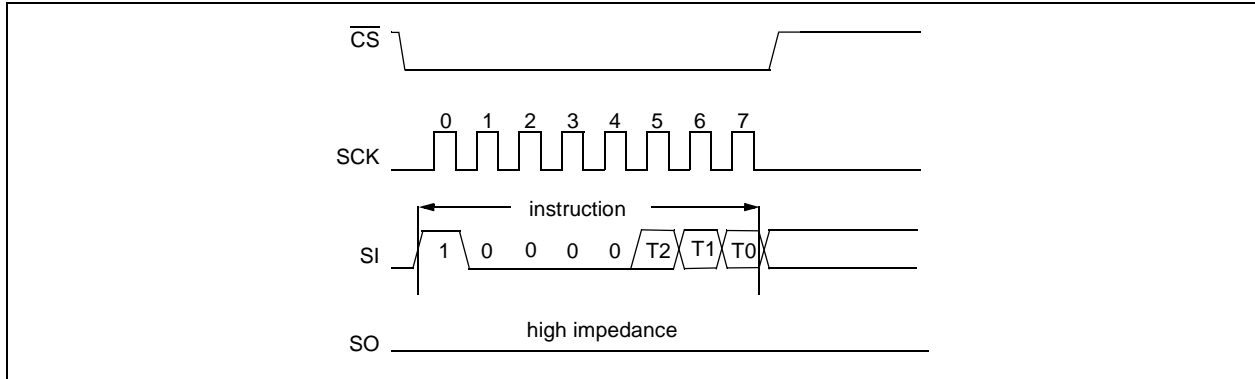 CS
0 1 2 3 4 5 6 7
SCK
instruction
SI 1 0 0 0 0 T2 T1 T0
high impedance
SO